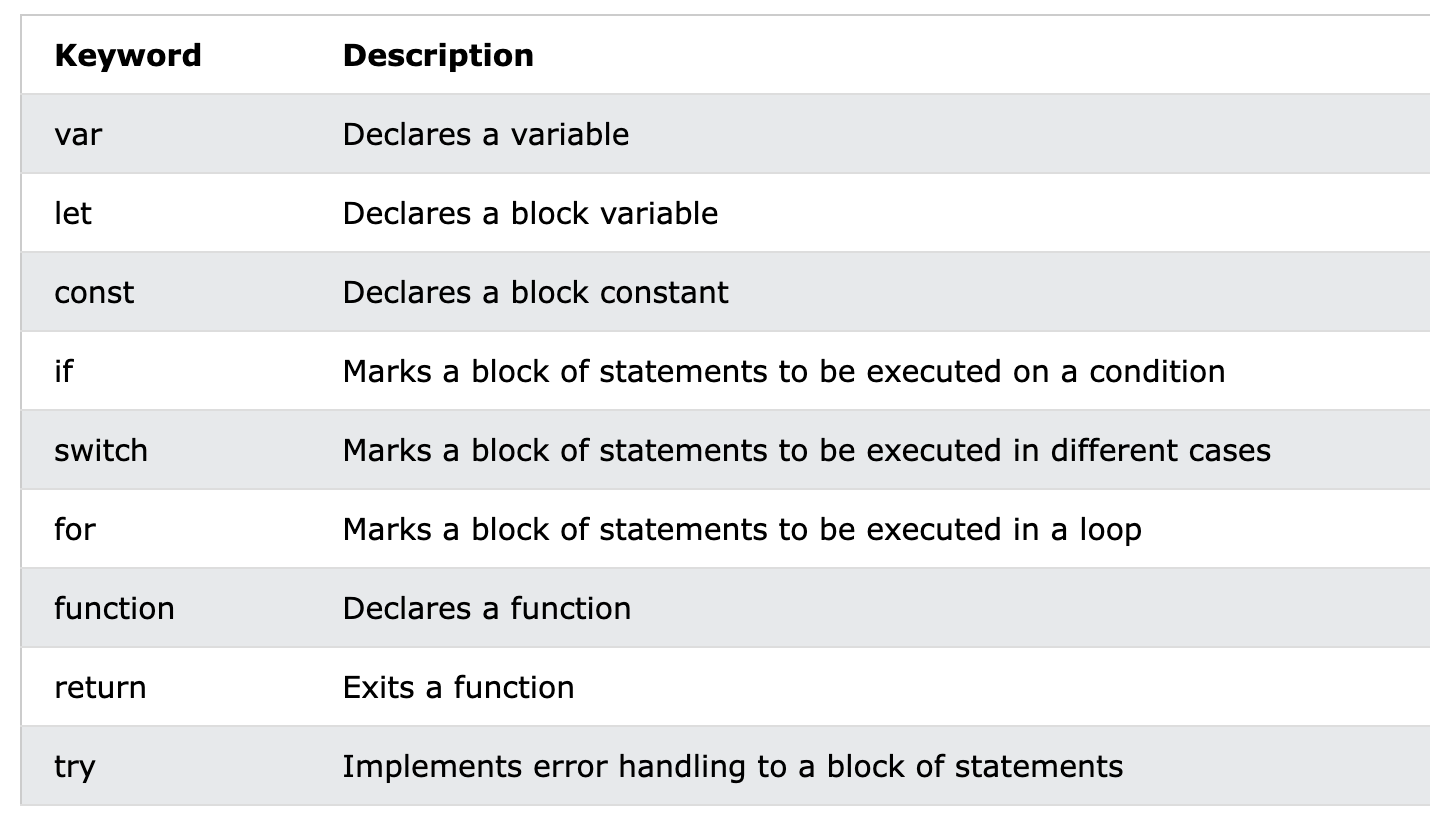 Keyword Description
var Declares a variable
let Declares a block variable
const Declares a block constant
if Marks a block of statements to be executed on a condition
switch Marks a block of statements to be executed in different cases
for Marks a block of statements to be executed in a loop
function Declares a function
return Exits a function
try Implements error handling to a block of statements